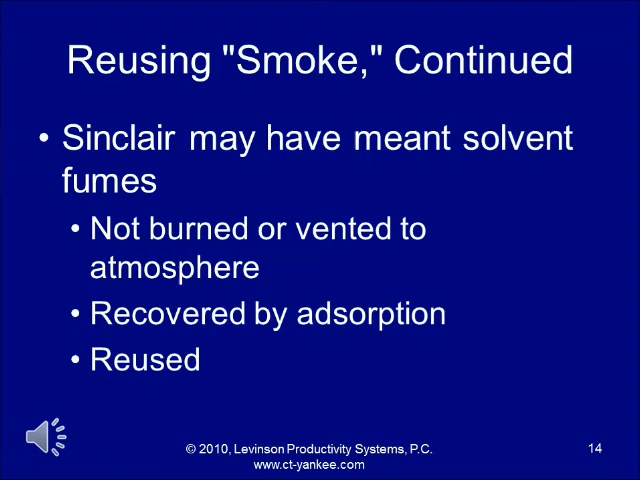 Reusing "Smoke," Continued
• Sinclair may have meant solvent
fumes
• Not burned or vented to
atmosphere
• Recovered by adsorption
• Reused
© 2010, Levinson Productivity Systems, P.C.
www.ct-yankee.com
14